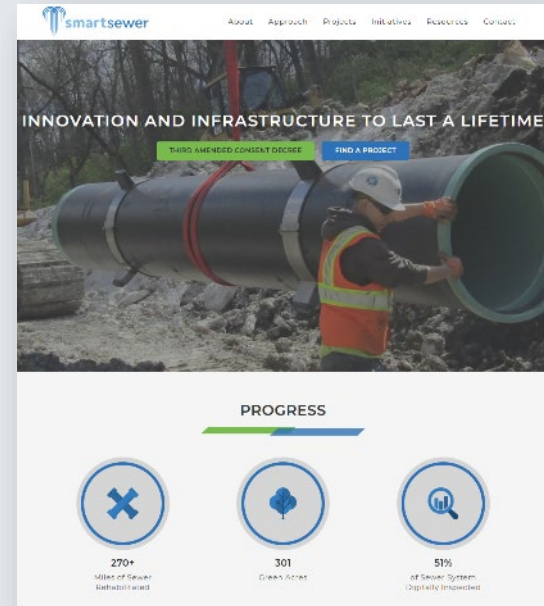 smartsewer
About Approach Projects Initiatives Resources Contact
INNOVATION AND INFRASTRUCTURE TO LAST A LIFETIME
THIRD AMENDED CONSENT DECREE FIND A PROJECT
PROGRESS
270+ 301 51%
Miles of Sewer Green Acres of Sewer System
Rehabilitated Digitally Inspected